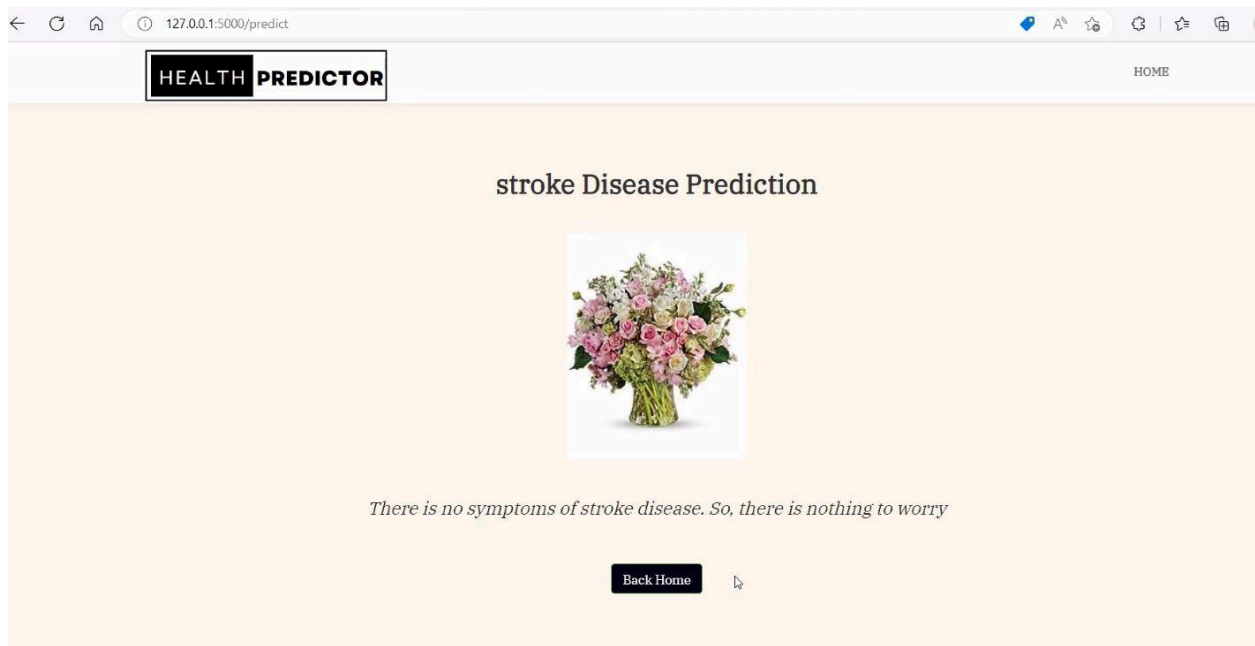 127.0.0.1:5000/predict
HEALTH PREDICTOR
HOME
stroke Disease Prediction
There is no symptoms of stroke disease. So, there is nothing to worry
Back Home